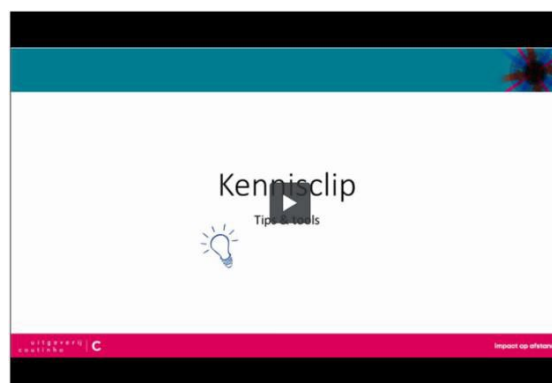 Kennisclip
Tips & tools
uitgeverij
coutinho
C
Impact op afstand